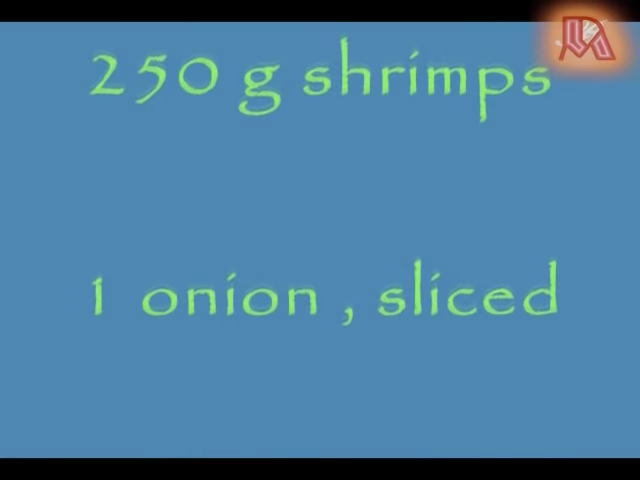 250 g shrimps
1 onion , sliced